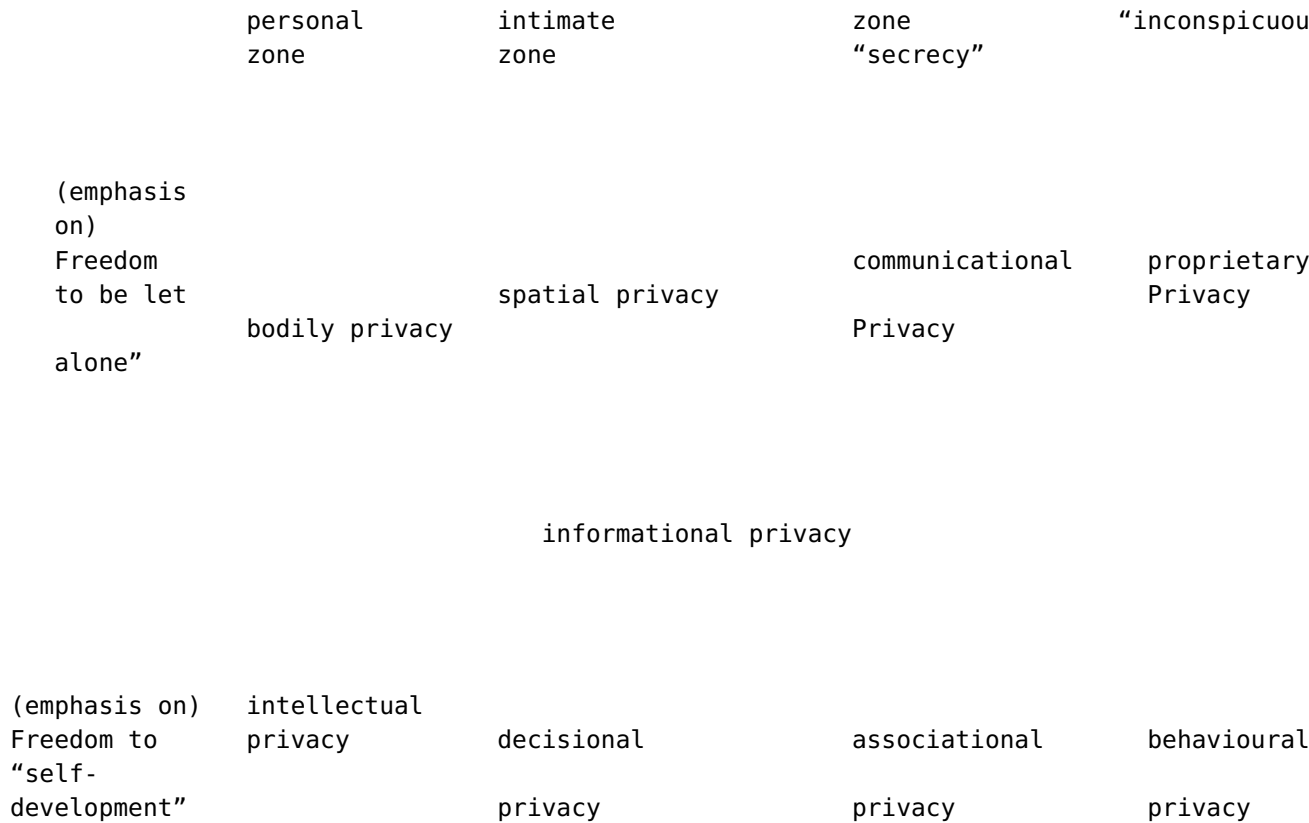 personal intimate zone “inconspicuou
zone zone “secrecy”
(emphasis
on)
Freedom communicational proprietary
to be let spatial privacy Privacy
bodily privacy Privacy
alone”
informational privacy
(emphasis on) intellectual
Freedom to privacy decisional associational behavioural
“self-
development” privacy privacy privacy